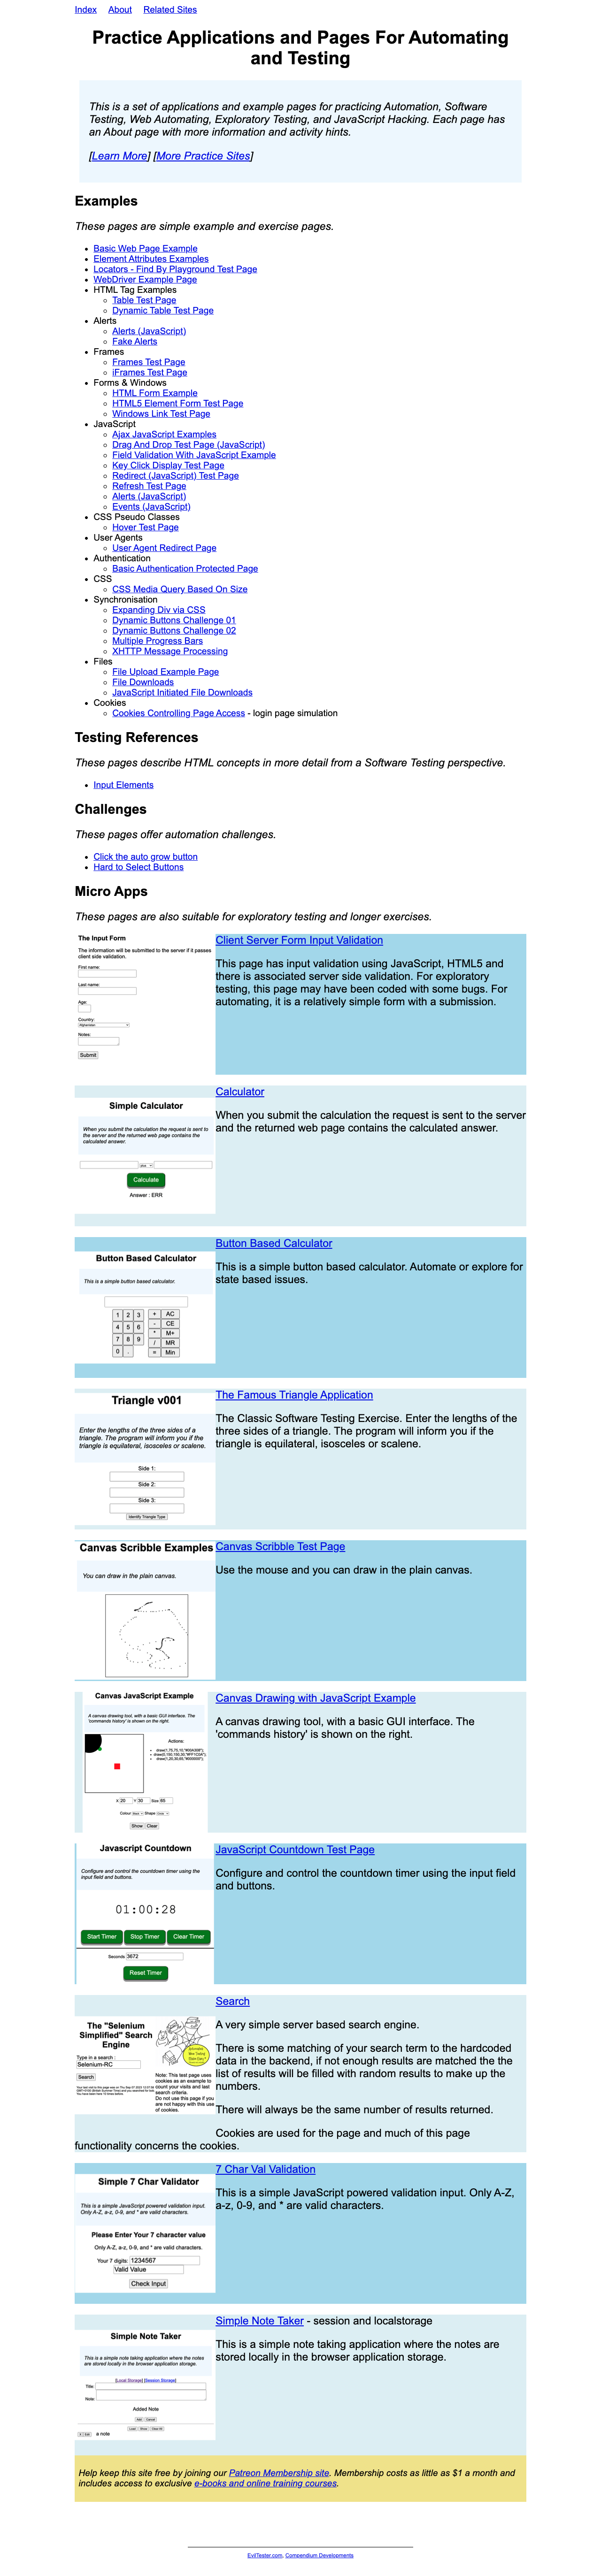 Index About Related Sites
Practice Applications and Pages For Automating
and Testing
This is a set of applications and example pages for practicing Automation, Software
Testing, Web Automating, Exploratory Testing, and JavaScript Hacking. Each page has
an About page with more information and activity hints.
[Learn More] [More Practice Sites]
Examples
These pages are simple example and exercise pages.
Basic Web Page Example
Element Attributes Examples
Locators - Find By Playground Test Page
WebDriver Example Page
HTML Tag Examples
Table Test Page
Dynamic Table Test Page
Alerts
Alerts (JavaScript)
Fake Alerts
Frames
Frames Test Page
iFrames Test Page
Forms & Windows
HTML Form Example
HTML5 Element Form Test Page
Windows Link Test Page
JavaScript
Ajax JavaScript Examples
Drag And Drop Test Page (JavaScript)
Field Validation With JavaScript Example
Key Click Display Test Page
Redirect (JavaScript) Test Page
Refresh Test Page
Alerts (JavaScript)
Events (JavaScript)
CSS Pseudo Classes
Hover Test Page
User Agents
User Agent Redirect Page
Authentication
Basic Authentication Protected Page
CSS
CSS Media Query Based On Size
Synchronisation
Expanding Div via CSS
Dynamic Buttons Challenge 01
Dynamic Buttons Challenge 02
Multiple Progress Bars
XHTTP Message Processing
Files
File Upload Example Page
File Downloads
JavaScript Initiated File Downloads
Cookies
Cookies Controlling Page Access - login page simulation
Testing References
These pages describe HTML concepts in more detail from a Software Testing perspective.
Input Elements
Challenges
These pages offer automation challenges.
Click the auto grow button
Hard to Select Buttons
Micro Apps
These pages are also suitable for exploratory testing and longer exercises.
The Input Form
The information will be submitted to the server if it passes
client side validation.
First name:
Last name:
Age:
Country:
Afghanistan
Notes:
Submit
Client Server Form Input Validation
This page has input validation using JavaScript, HTML5 and
there is associated server side validation. For exploratory
testing, this page may have been coded with some bugs. For
automating, it is a relatively simple form with a submission.
Simple Calculator
When you submit the calculation the request is sent to
the server and the returned web page contains the
calculated answer.
plus
Calculate
Answer : ERR
Calculator
When you submit the calculation the request is sent to the server
and the returned web page contains the calculated answer.
Button Based Calculator
This is a simple button based calculator.
1 2 3 + AC
4 5 6 - CE
7 8 9 * M+
0 . / MR
= Min
Button Based Calculator
This is a simple button based calculator. Automate or explore for
state based issues.
Triangle v001
Enter the lengths of the three sides of a
triangle. The program will inform you if the
triangle is equilateral, isosceles or scalene.
Side 1:
Side 2:
Side 3:
Identify Triangle Type
The Famous Triangle Application
The Classic Software Testing Exercise. Enter the lengths of the
three sides of a triangle. The program will inform you if the
triangle is equilateral, isosceles or scalene.
Canvas Scribble Examples
You can draw in the plain canvas.
Canvas Scribble Test Page
Use the mouse and you can draw in the plain canvas.
Canvas JavaScript Example
A canvas drawing tool, with a basic GUI interface. The
'commands history' is shown on the right.
Actions:
X 20 Y 30 Size 65
Colour Shape
Show Clear
Canvas Drawing with JavaScript Example
A canvas drawing tool, with a basic GUI interface. The
'commands history' is shown on the right.
Javascript Countdown
Configure and control the countdown timer using the
input field and buttons.
01:00:28
Start Timer Stop Timer Clear Timer
Seconds 3672
Reset Timer
JavaScript Countdown Test Page
Configure and control the countdown timer using the input field
and buttons.
The "Selenium
Simplified" Search
Engine
Type in a search :
Selenium-RC
Search
Note: This test page uses
cookies as an example to
count your visits and last
search criteria.
Do not use this page if you
are not happy with this use
of cookies.
Search
A very simple server based search engine.
There is some matching of your search term to the hardcoded
data in the backend, if not enough results are matched the the
list of results will be filled with random results to make up the
numbers.
There will always be the same number of results returned.
Cookies are used for the page and much of this page
functionality concerns the cookies.
Simple 7 Char Validator
This is a simple JavaScript powered validation input.
Only A-Z, a-z, 0-9, and * are valid characters.
Please Enter Your 7 character value
Only A-Z, a-z, 0-9, and * are valid characters.
Your 7 digits: 1234567
Valid Value
Check Input
7 Char Val Validation
This is a simple JavaScript powered validation input. Only A-Z,
a-z, 0-9, and * are valid characters.
Simple Note Taker
This is a simple note taking application where the notes
are stored locally in the browser application storage.
[Local Storage] [Session Storage]
Title:
Note:
Added Note
Add Cancel
Load Show Clear All
a note
Simple Note Taker - session and localstorage
This is a simple note taking application where the notes are
stored locally in the browser application storage.
Help keep this site free by joining our Patreon Membership site. Membership costs as little as $1 a month and
includes access to exclusive e-books and online training courses.
EvilTester.com, Compendium Developments